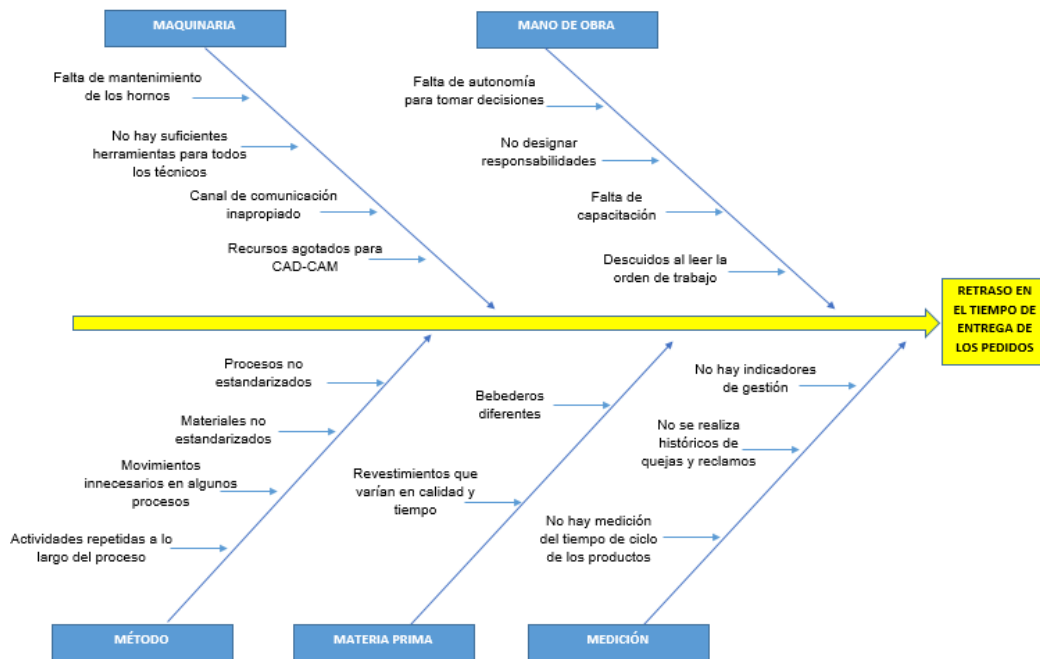 MAQUINARIA
Falta de mantenimiento
de los hornos
No hay suficientes
herramientas para todos
los técnicos
Canal de comunicación
inapropiado
Recursos agotados para
CAD-CAM
MANO DE OBRA
Falta de autonomía
para tomar decisiones
No designar
responsabilidades
Falta de
capacitación
Descuidos al leer la
orden de trabajo
RETRASO EN
EL TIEMPO DE
ENTREGA DE
LOS PEDIDOS
Procesos no
estandarizados
Materiales no
estandarizados
Movimientos
innecesarios en algunos
procesos
Actividades repetidas a lo
largo del proceso
MÉTODO
Bebederos
diferentes
Revestimientos que
varían en calidad y
tiempo
MATERIA PRIMA
No hay indicadores
de gestión
No se realiza
históricos de
quejas y reclamos
No hay medición
del tiempo de ciclo
de los productos
MEDICIÓN